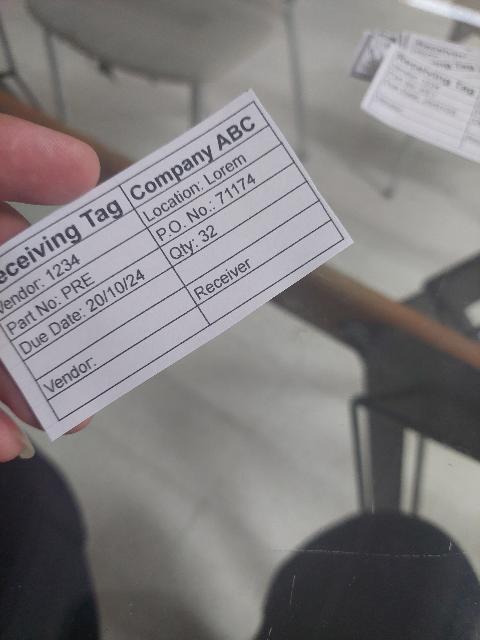 eceiving Tag Company ABC
Vendor: 1234 Location: Lorem
Part No: PRE P.O. No.: 71174
Due Date: 20/10/24 Qty: 32
Vendor: Receiver
Receiving Tag